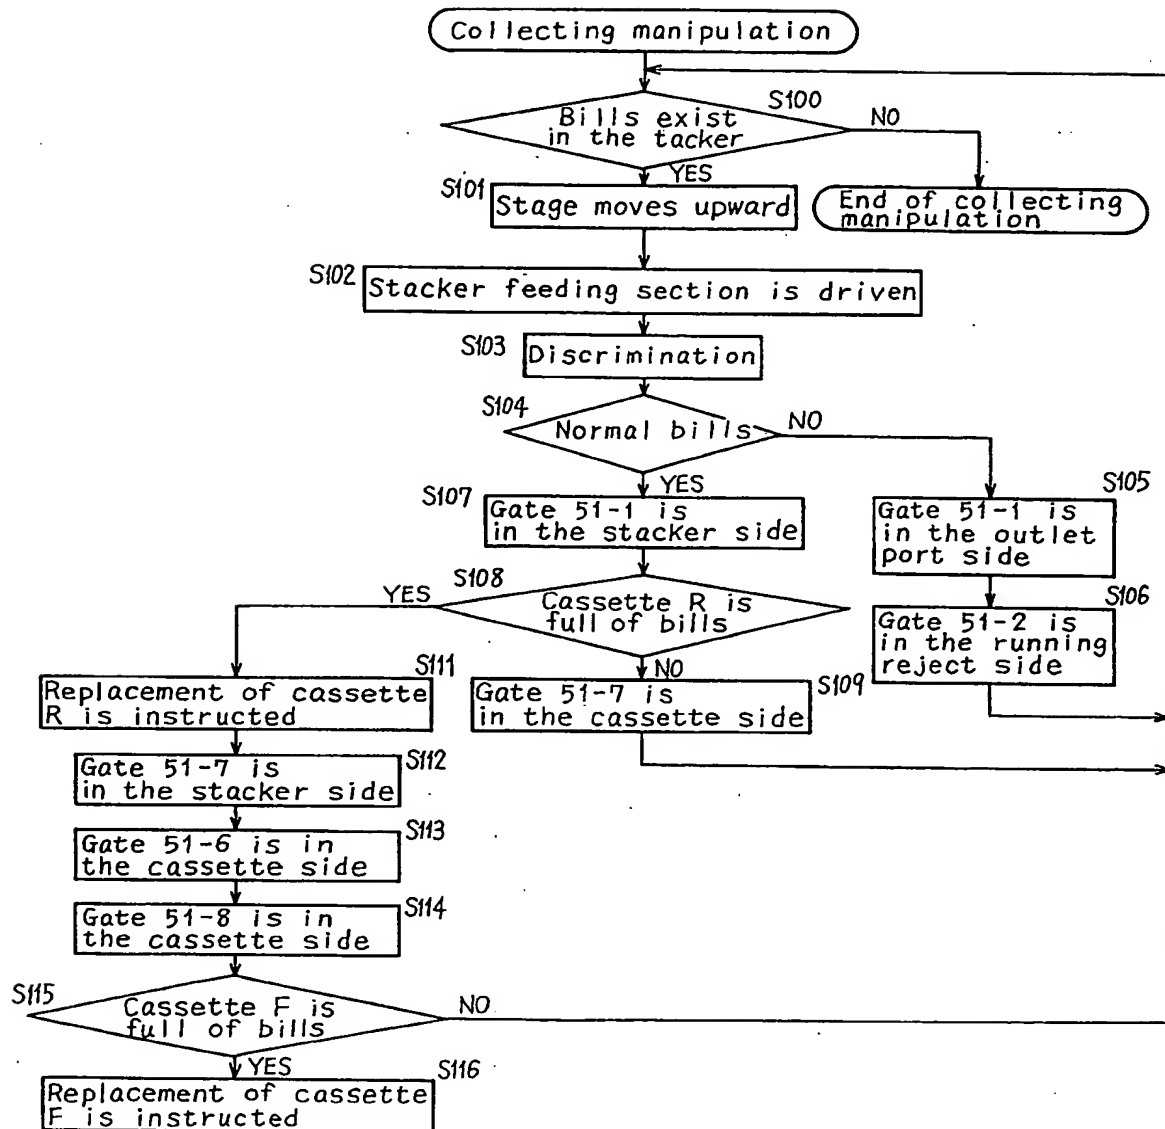 Collecting manipulation
S100
Bills exist
in the tacker
NO
YES
S101
Stage moves upward
End of collecting
manipulation
S102
Stacker feeding section is driven
S103
Discrimination
S104
Normal bills
NO
YES
S107
Gate 51-1 is
in the stacker side
S105
Gate 51-1 is
in the outlet
port side
S108
YES
Cassette R is
full of bills
S106
Gate 51-2 is
in the running
reject side
NO
S111
Replacement of cassette
R is instructed
S109
Gate 51-7 is
in the cassette side
S112
Gate 51-7 is
in the stacker side
S113
Gate 51-6 is in
the cassette side
S114
Gate 51-8 is in
the cassette side
S115
Cassette F is
full of bills
NO
YES
S116
Replacement of cassette
F is instructed